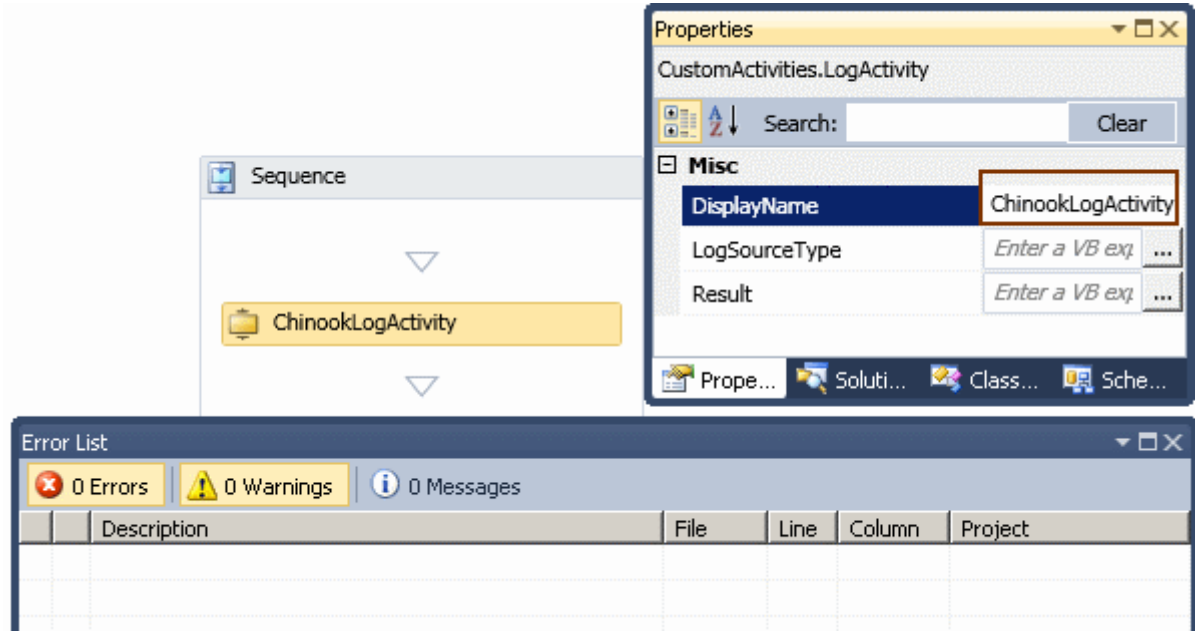 Properties
CustomActivities.LogActivity
Search: Clear
Misc
DisplayName ChinookLogActivity
LogSourceType Enter a VB exp ...
Result Enter a VB exp ...
Prope... Soluti... Class... Sche...
Sequence
ChinookLogActivity
Error List
0 Errors 0 Warnings 0 Messages
Description File Line Column Project